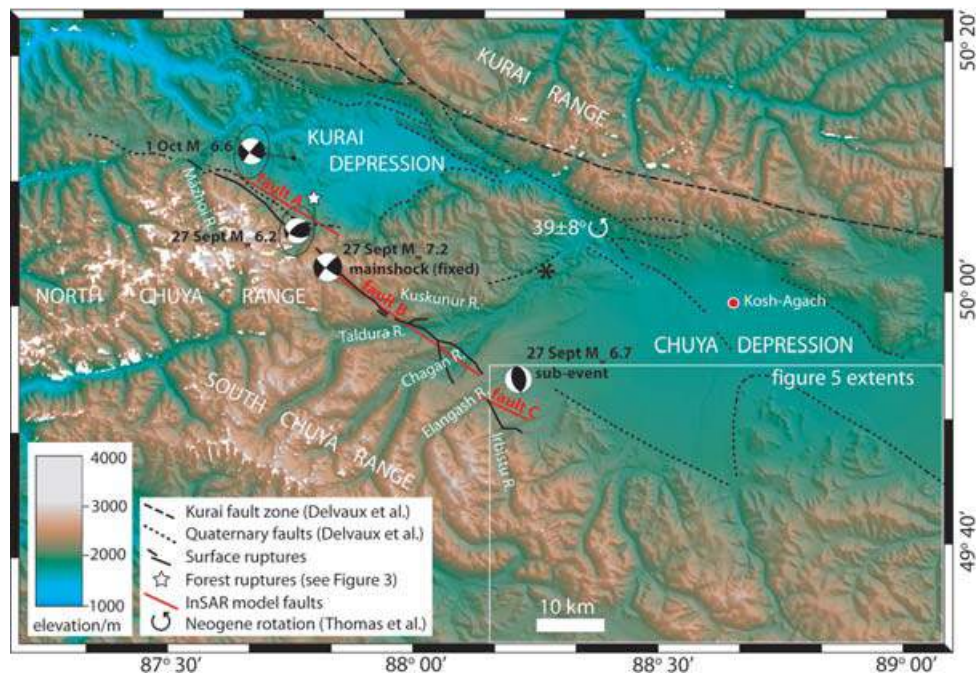 50° 20'
KURAI
RANGE
KURAI
DEPRESSION
1 Oct M_ 6.6
fault A
Mazhoi R.
39±8°
27 Sept M_ 6.2
27 Sept M_ 7.2
mainshock (fixed)
50° 00'
Kosh-Agach
NORTH CHUYA RANGE
Kuskunur R.
fault B
Taldura R.
CHUYA DEPRESSION
Chagan R.
27 Sept M_ 6.7
sub-event
figure 5 extents
SOUTH CHUYA RANGE
Elangash R.
fault C
Irbistu R.
49° 40'
4000
3000
2000
1000
elevation/m
Kurai fault zone (Delvaux et al.)
Quaternary faults (Delvaux et al.)
Surface ruptures
Forest ruptures (see Figure 3)
InSAR model faults
Neogene rotation (Thomas et al.)
10 km
87° 30'
88° 00'
88° 30'
89° 00'